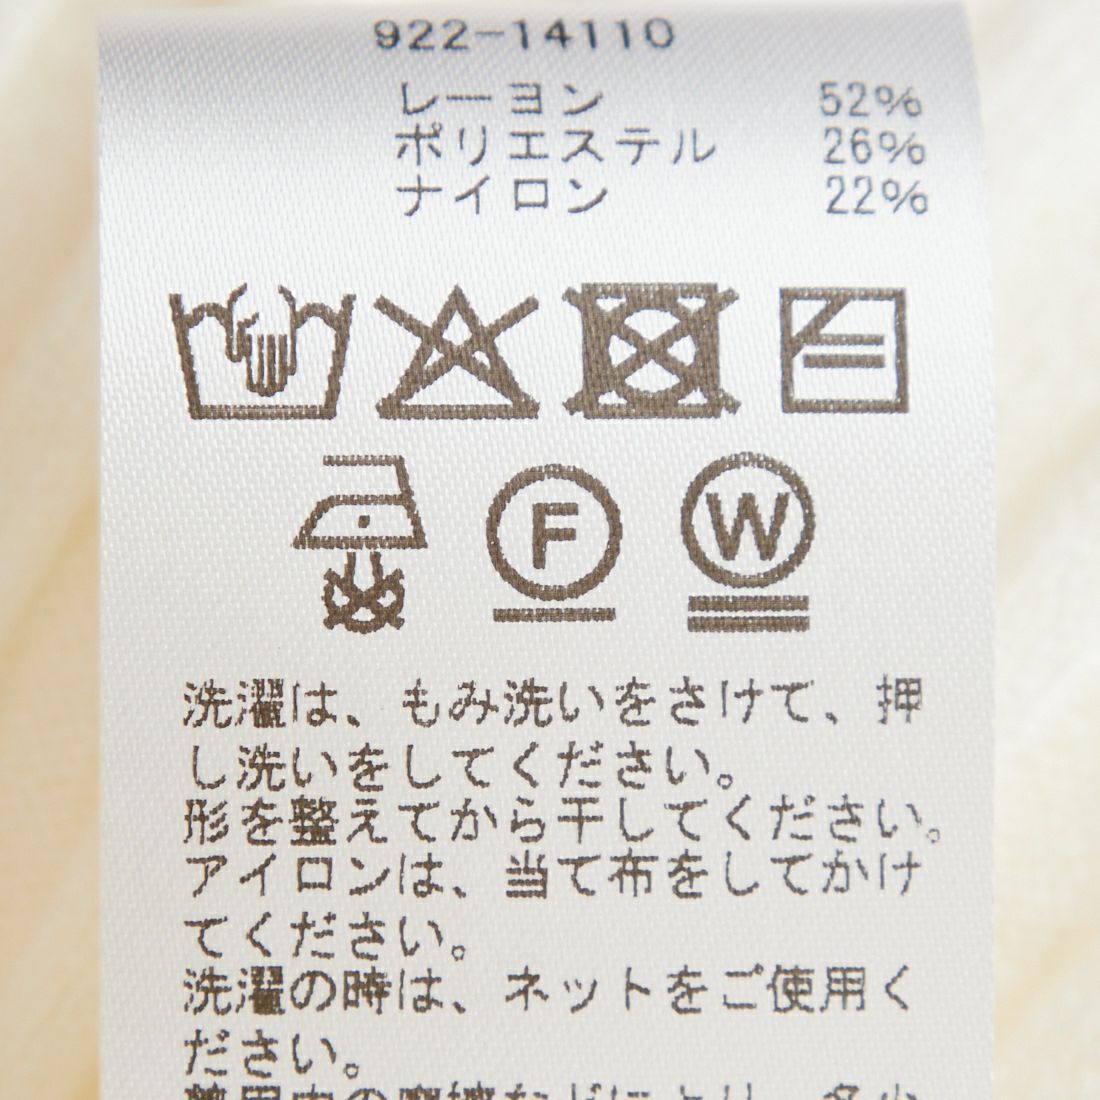 922-14110
レーヨン 52%
ポリエステル 26%
ナイロン 22%
F W
洗濯は、もみ洗いをさけて、押
し洗いをしてください。
形を整えてから干してください。
アイロンは、当て布をしてかけ
てください。
洗濯の時は、ネットをご使用く
ださい。